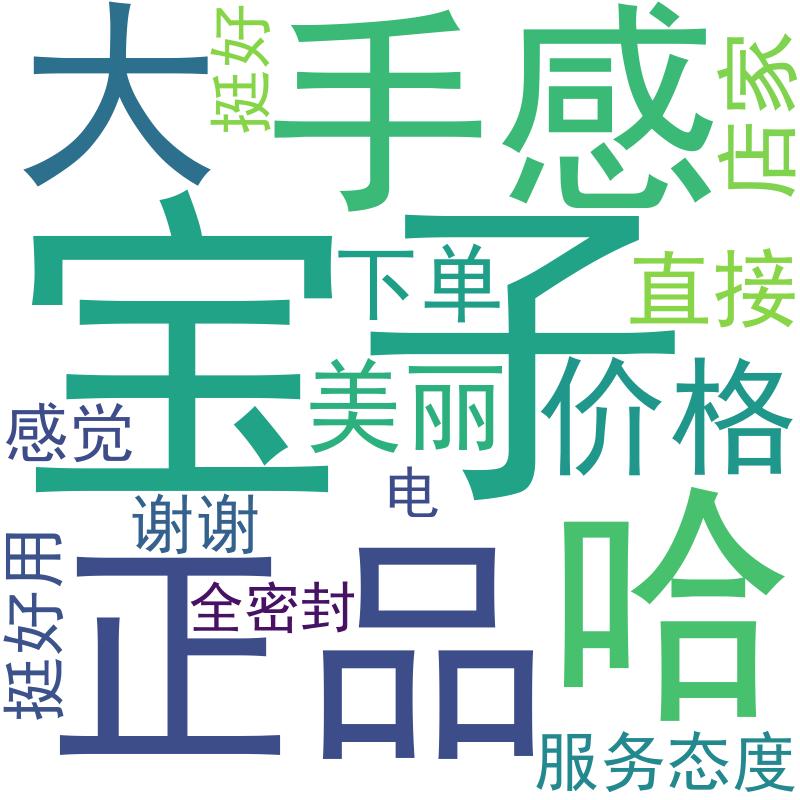 大
挺好
手感
店家
宝子
下单
直接
美丽
价格
感觉
电
谢谢
哈
挺好用
正品
全密封
服务态度